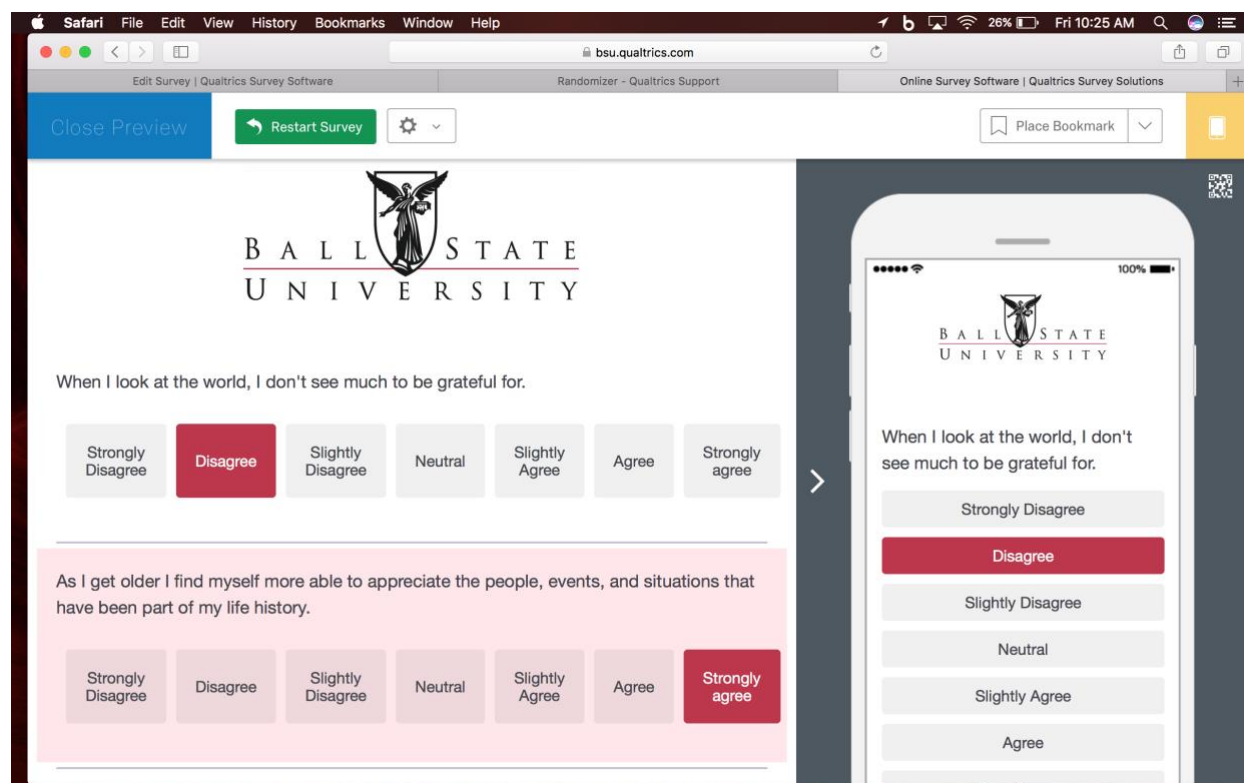 Safari File Edit View History Bookmarks Window Help
26% Fri 10:25 AM
bsu.qualtrics.com
Edit Survey | Qualtrics Survey Software
Randomizer - Qualtrics Support
Online Survey Software | Qualtrics Survey Solutions
Close Preview
Restart Survey
Place Bookmark
BALL STATE
UNIVERSITY
When I look at the world, I don't see much to be grateful for.
Strongly Disagree
Disagree
Slightly Disagree
Neutral
Slightly Agree
Agree
Strongly agree
As I get older I find myself more able to appreciate the people, events, and situations that
have been part of my life history.
Strongly Disagree
Disagree
Slightly Disagree
Neutral
Slightly Agree
Agree
Strongly agree
100%
BALL STATE
UNIVERSITY
When I look at the world, I don't
see much to be grateful for.
Strongly Disagree
Disagree
Slightly Disagree
Neutral
Slightly Agree
Agree